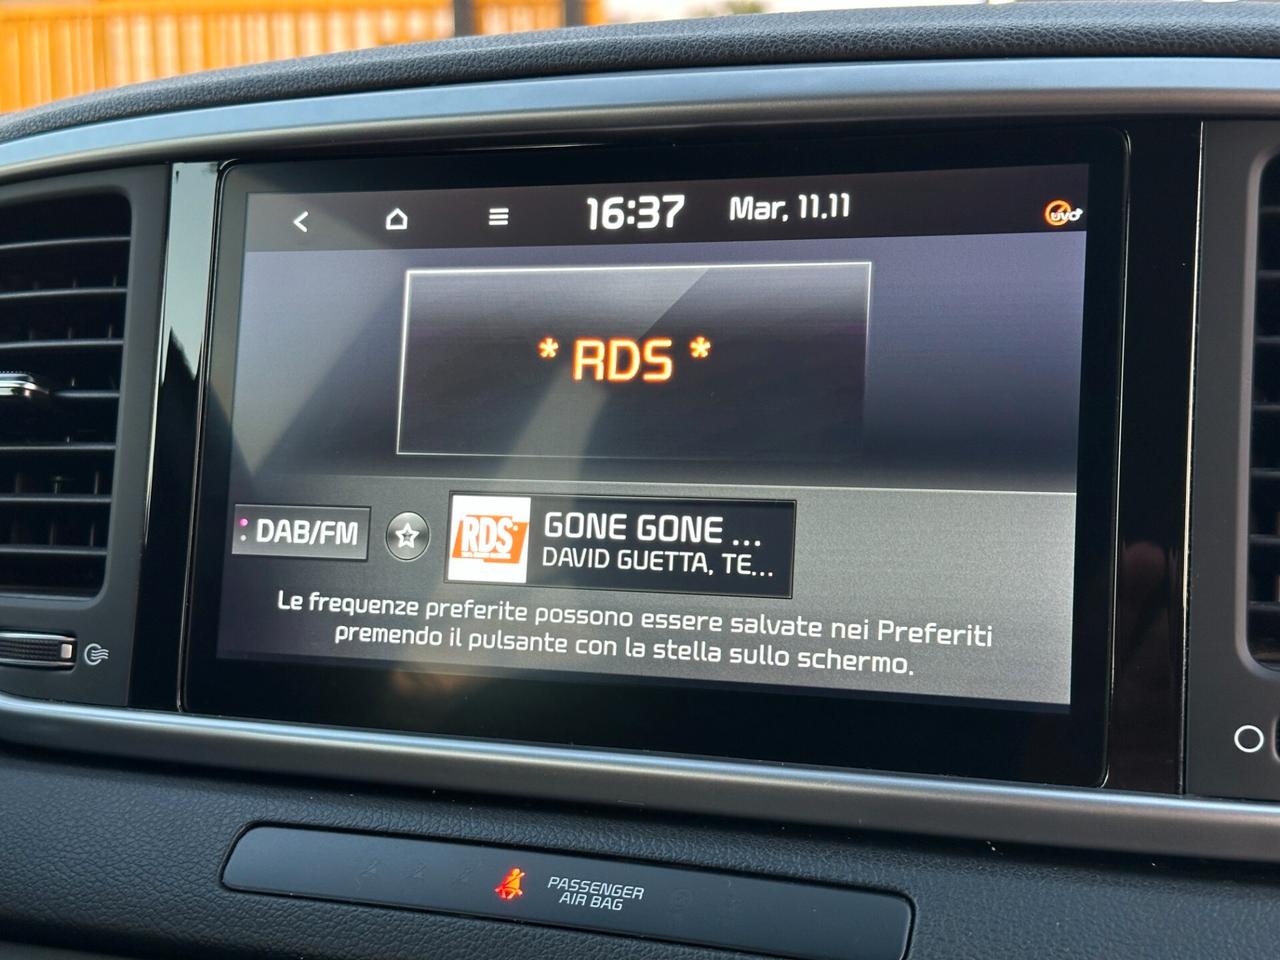 16:37 Mar, 11.11
UVO
* RDS *
DAB/FM
RDS
GONE GONE ...
DAVID GUETTA, TE...
Le frequenze preferite possono essere salvate nei Preferiti
premendo il pulsante con la stella sullo schermo.
PASSENGER
AIR BAG